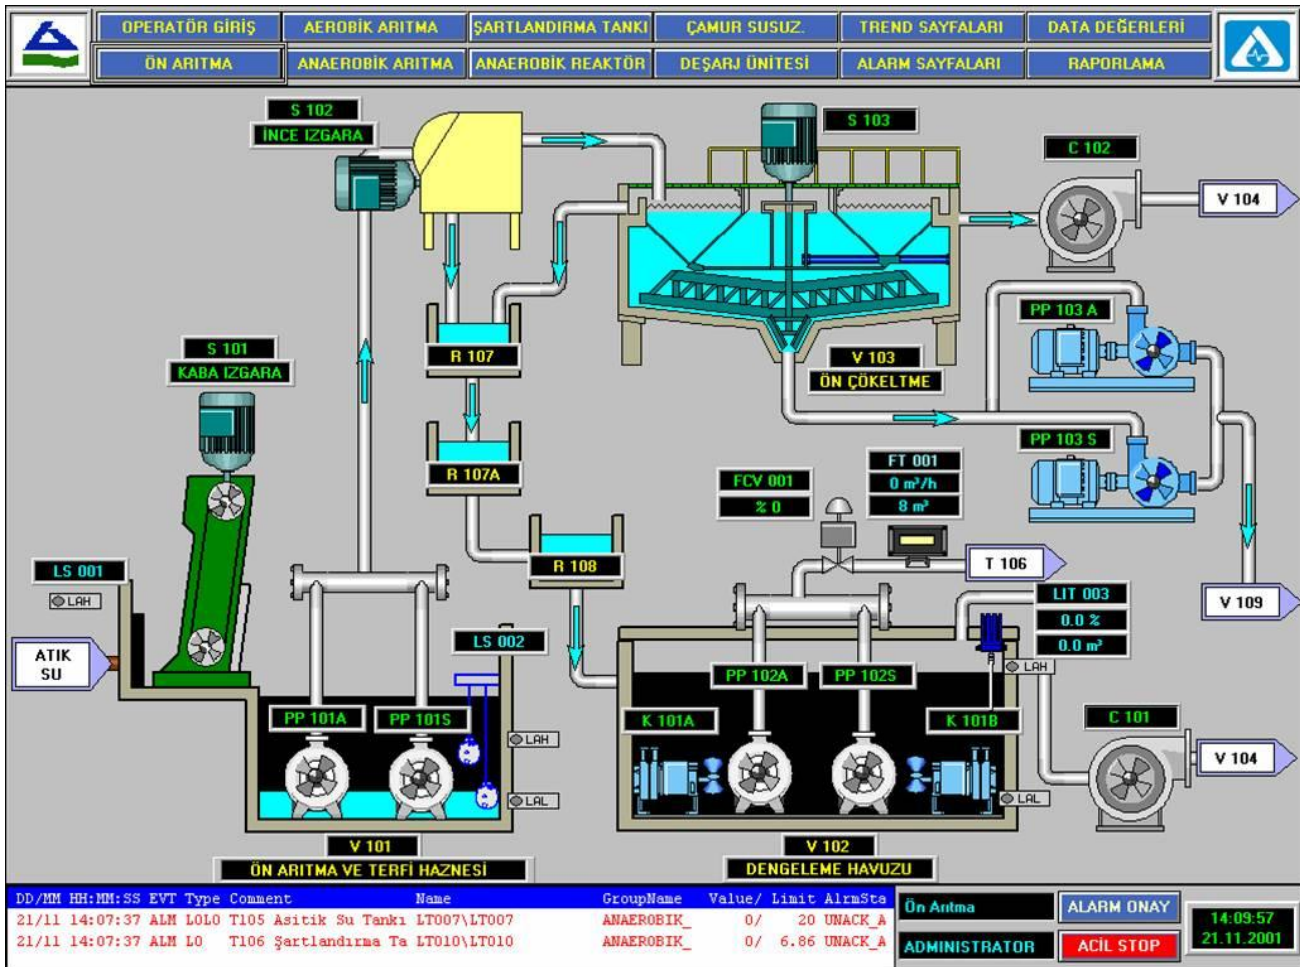 OPERATÖR GİRİŞ AEROBİK ARITMA ŞARTLANDIRMA TANKI ÇAMUR SUSUZ. TREND SAYFALARI DATA DEĞERLERİ
ÖN ARITMA ANAEROBİK ARITMA ANAEROBİK REAKTÖR DEŞARJ ÜNİTESİ ALARM SAYFALARI RAPORLAMA
S 102
İNCE IZGARA
S 103
C 102
V 104
S 101
KABA IZGARA
R 107
V 103
ÖN ÇÖKELTME
PP 103 A
R 107A
PP 103 S
FCV 001
% 0
FT 001
0 m³/h
8 m³
R 108
T 106
LS 001
LAH
ATIK
SU
LS 002
LIT 003
0.0 %
0.0 m³
V 109
LAH
PP 102A
PP 102S
PP 101A
PP 101S
K 101A
K 101B
C 101
LAH
V 104
LAL
LAL
V 101
ÖN ARITMA VE TERFİ HAZNESİ
V 102
DENGELEME HAVUZU
DD/MM HH:MM:SS EVT Type Comment Name GroupName Value/ Limit AlrmSta
21/11 14:07:37 ALM LOLO T105 Asitik Su Tankı LT007\LT007 ANAEROBIK_ 0/ 20 UNACK_A
21/11 14:07:37 ALM LO T106 Şartlandırma Ta LT010\LT010 ANAEROBIK_ 0/ 6.86 UNACK_A
Ön Arıtma
ALARM ONAY
ADMINISTRATOR
ACİL STOP
14:09:57
21.11.2001